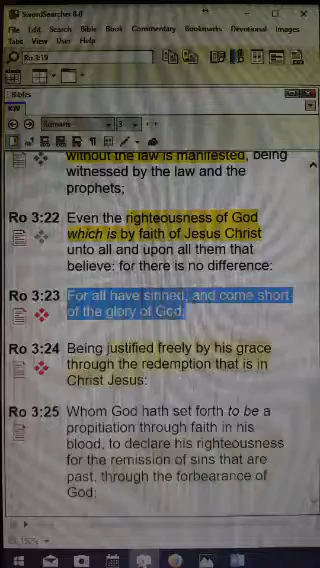 SwordSearcher 8.0
File Edit Search Bible Book Commentary Bookmarks Devotional Images
Tabs View User Help
Ro 3:19
Bibles
KJV
Romans 3
without the law is manifested, being
witnessed by the law and the
prophets;
Ro 3:22 Even the righteousness of God
which is by faith of Jesus Christ
unto all and upon all them that
believe: for there is no difference:
Ro 3:23 For all have sinned, and come short
of the glory of God;
Ro 3:24 Being justified freely by his grace
through the redemption that is in
Christ Jesus:
Ro 3:25 Whom God hath set forth to be a
propitiation through faith in his
blood, to declare his righteousness
for the remission of sins that are
past, through the forbearance of
God;
150%